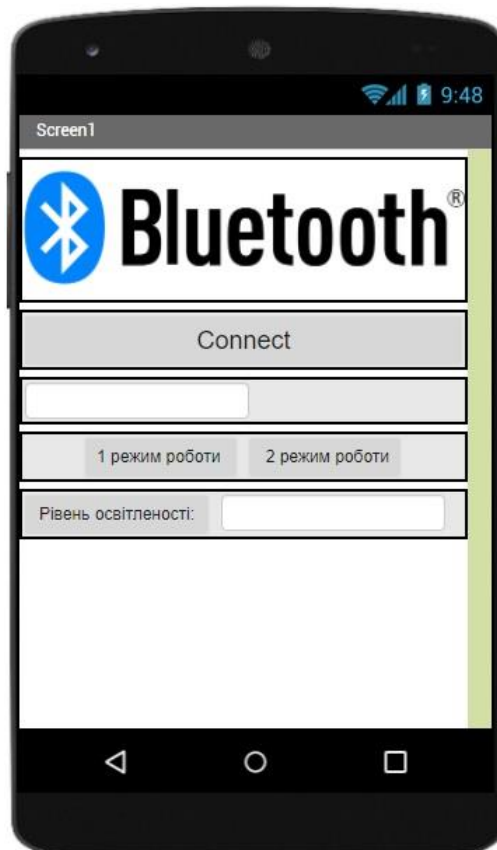 9:48
Screen1
Bluetooth®
Connect
1 режим роботи 2 режим роботи
Рівень освітленості: